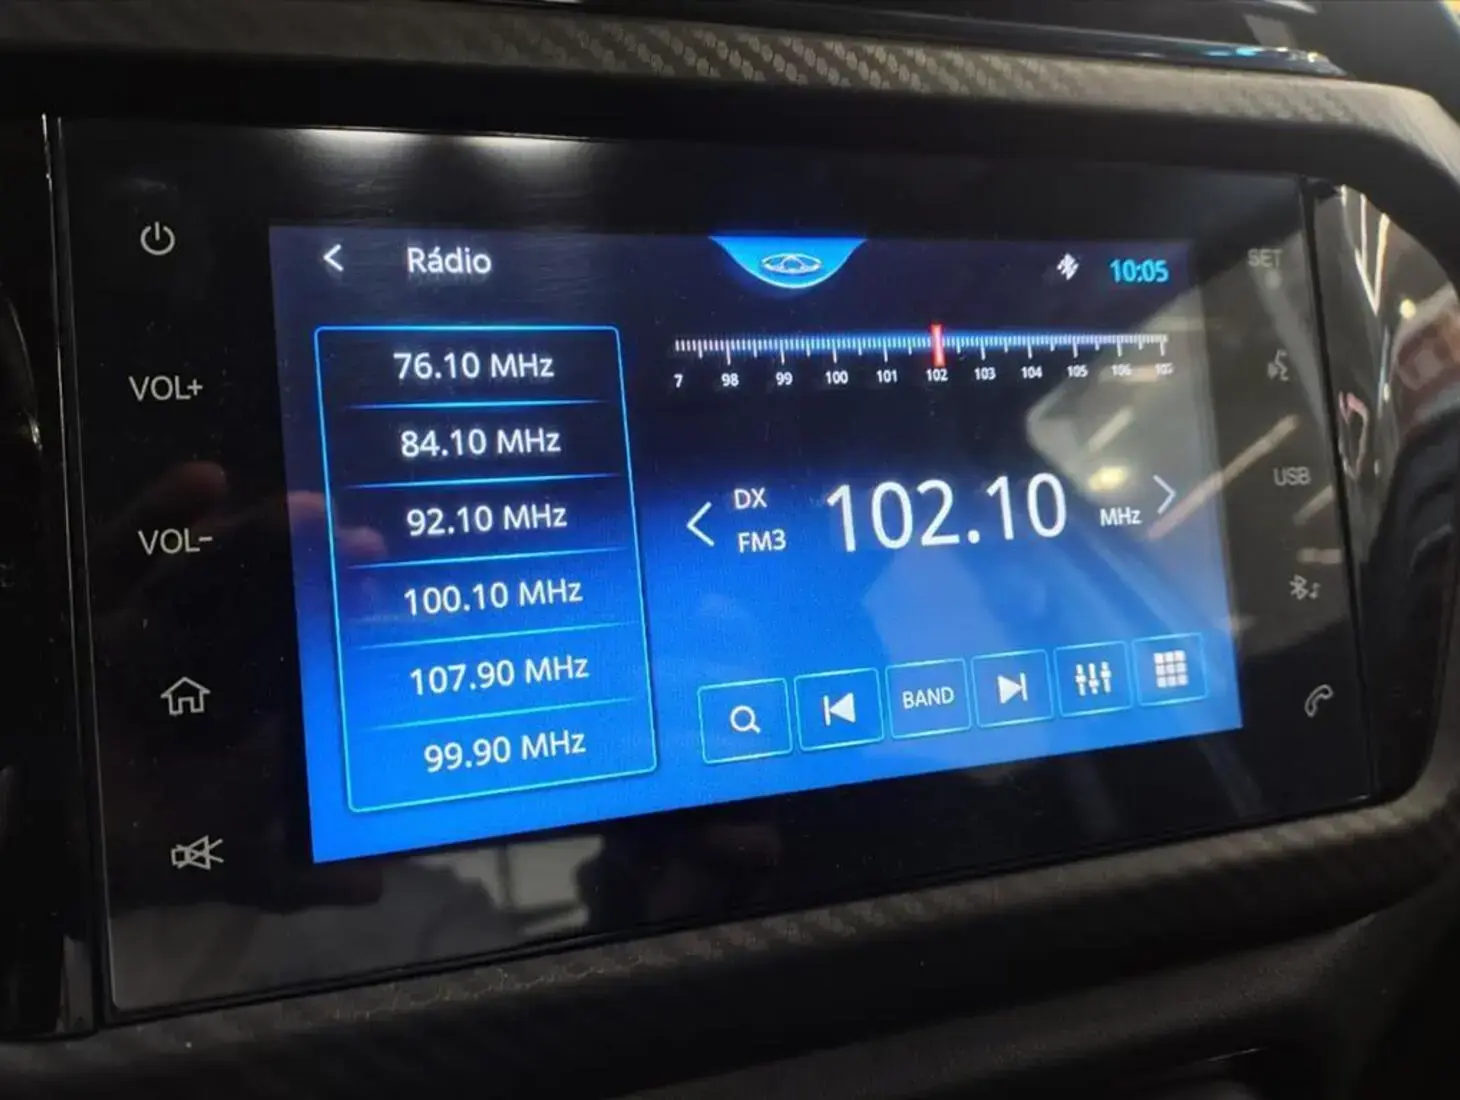 Rádio
10:05
SET
VOL+
VOL-
76.10 MHz
84.10 MHz
92.10 MHz
100.10 MHz
107.90 MHz
99.90 MHz
7 98 99 100 101 102 103 104 105 106
DX
FM3
102.10 MHz
BAND
USB